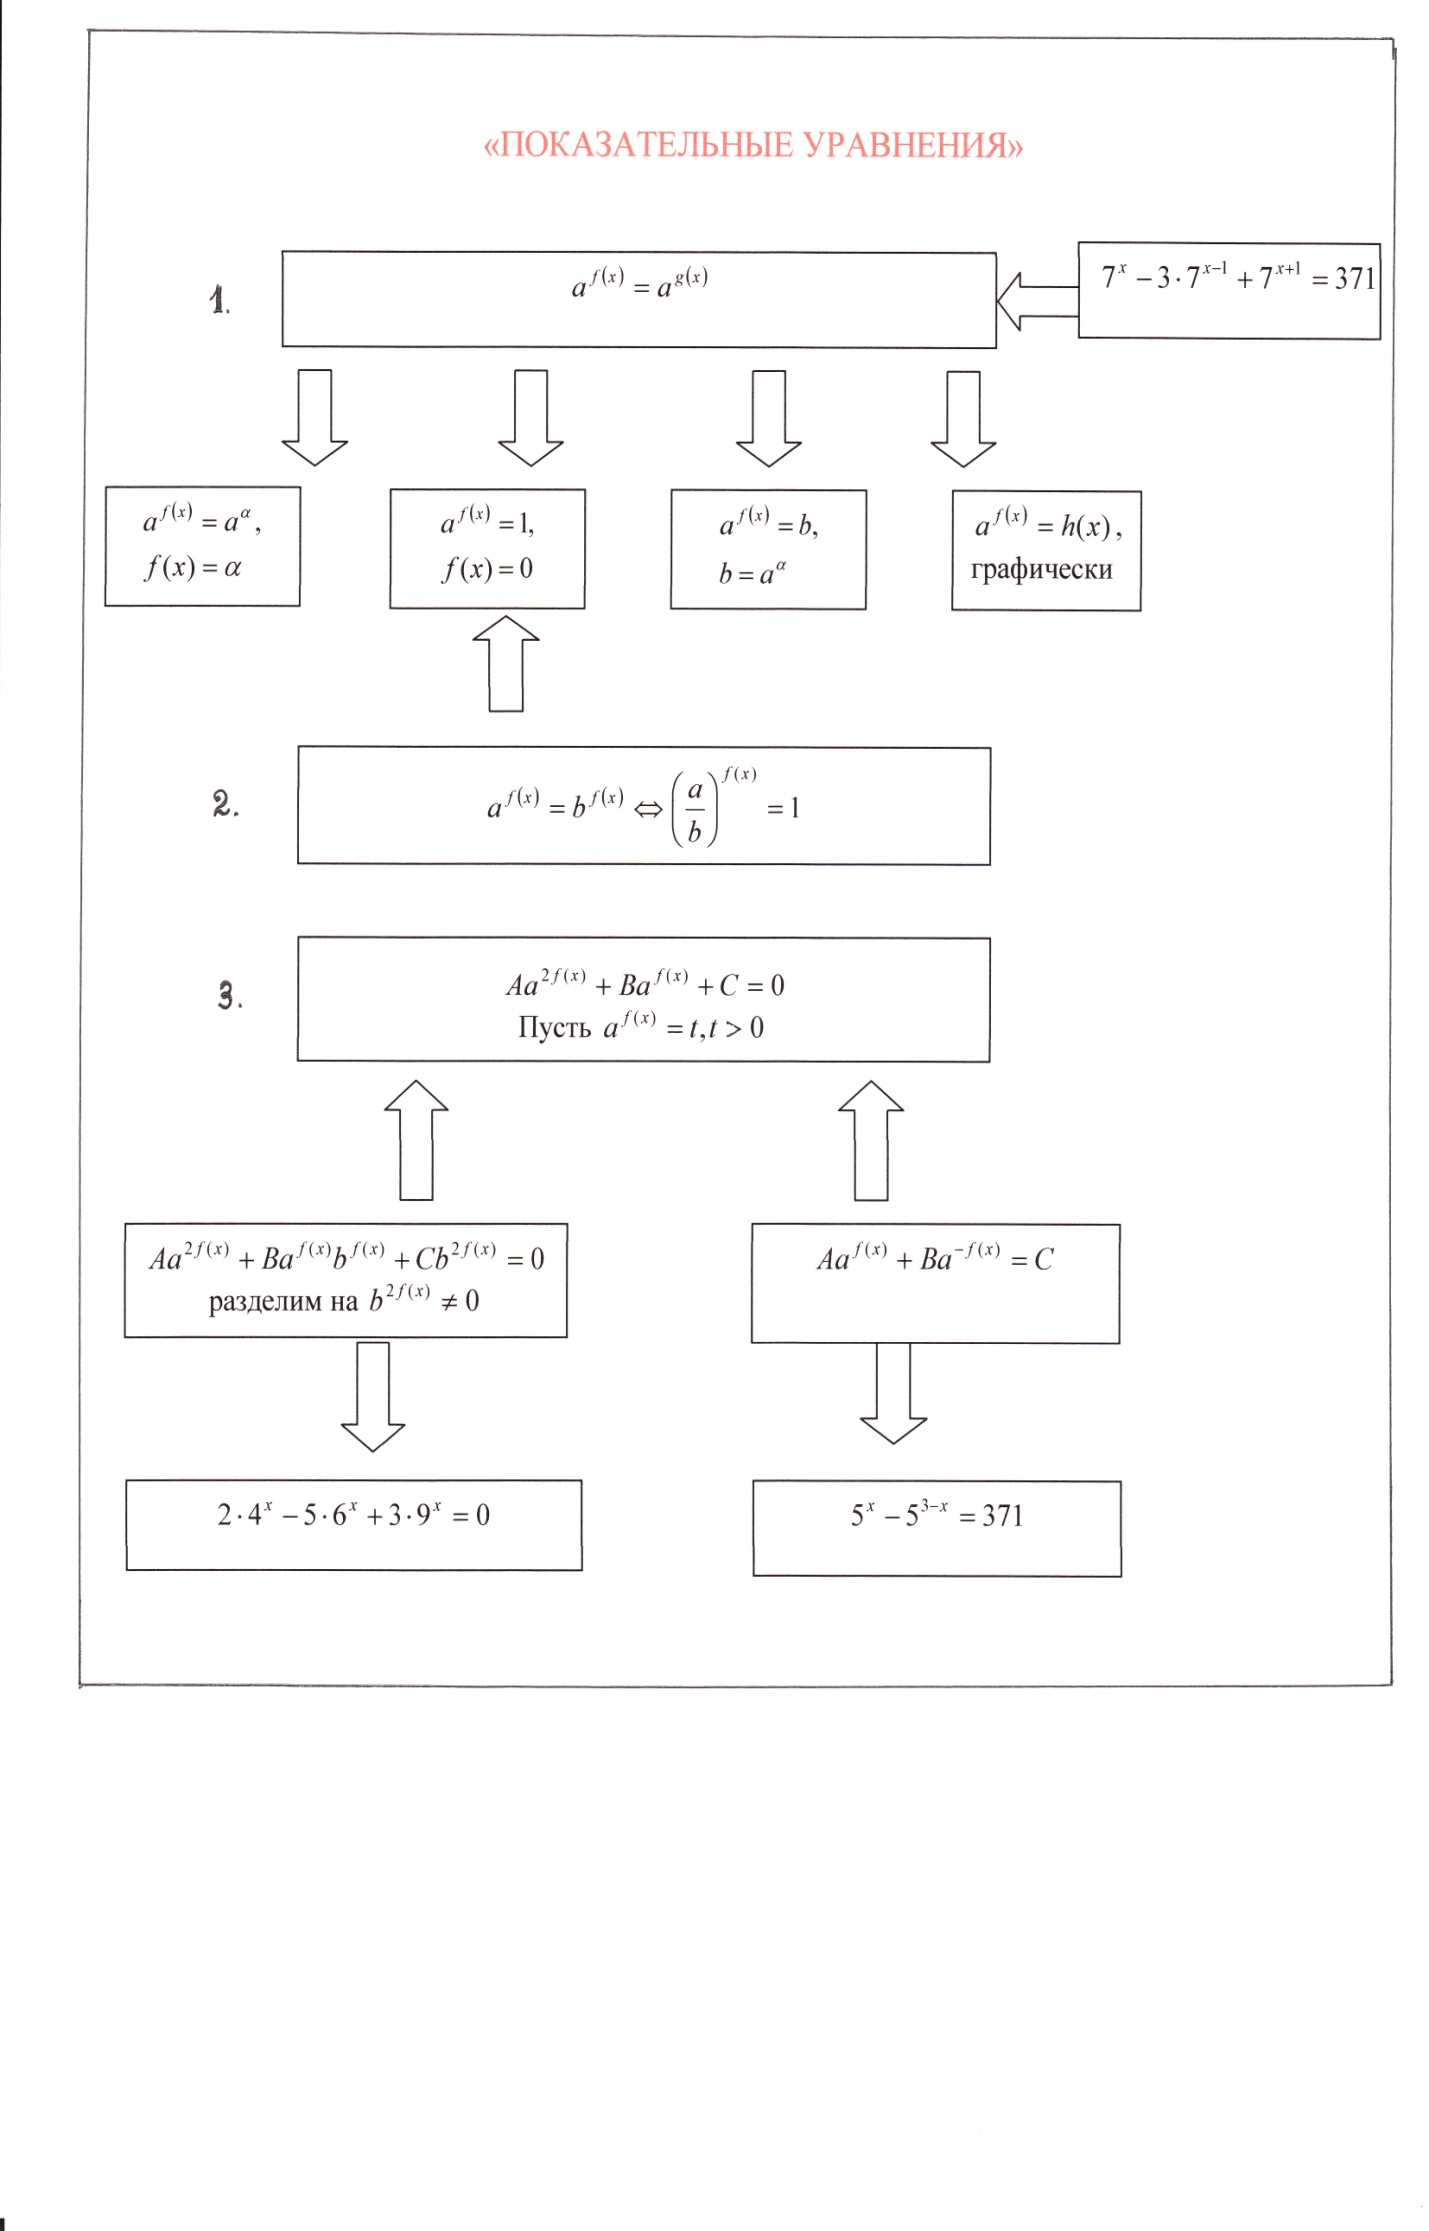 «ПОКАЗАТЕЛЬНЫЕ УРАВНЕНИЯ»
1.
a^{f(x)} = a^{g(x)}
7^{x} − 3·7^{x−1} + 7^{x+1} = 371
a^{f(x)} = a^{α},
f(x) = α
a^{f(x)} = 1,
f(x) = 0
a^{f(x)} = b,
b = a^{α}
a^{f(x)} = h(x),
графически
2.
a^{f(x)} = b^{f(x)} ⇔ (a/b)^{f(x)} = 1
3.
Aa^{2f(x)} + Ba^{f(x)} + C = 0
Пусть a^{f(x)} = t, t > 0
Aa^{2f(x)} + Ba^{f(x)}b^{f(x)} + Cb^{2f(x)} = 0
разделим на b^{2f(x)} ≠ 0
Aa^{f(x)} + Ba^{−f(x)} = C
2·4^{x} − 5·6^{x} + 3·9^{x} = 0
5^{x} − 5^{3−x} = 371